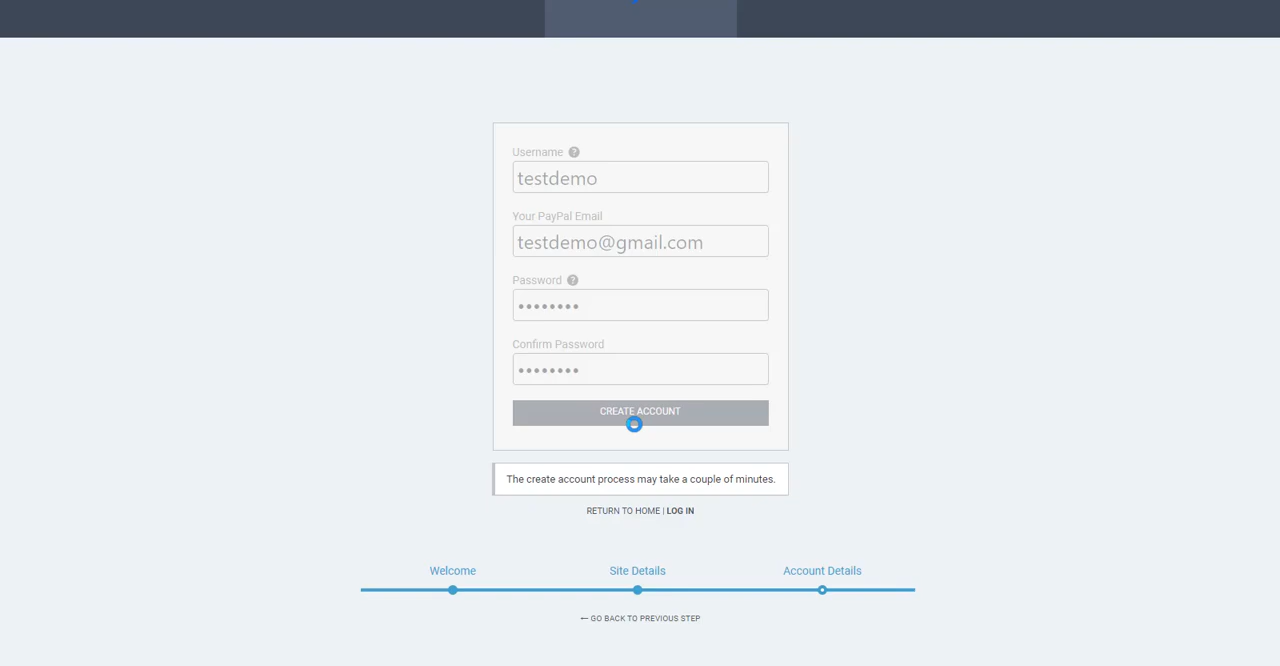 Username
testdemo
Your PayPal Email
testdemo@gmail.com
Password
••••••••
Confirm Password
••••••••
CREATE ACCOUNT
The create account process may take a couple of minutes.
RETURN TO HOME | LOG IN
Welcome Site Details Account Details
← GO BACK TO PREVIOUS STEP